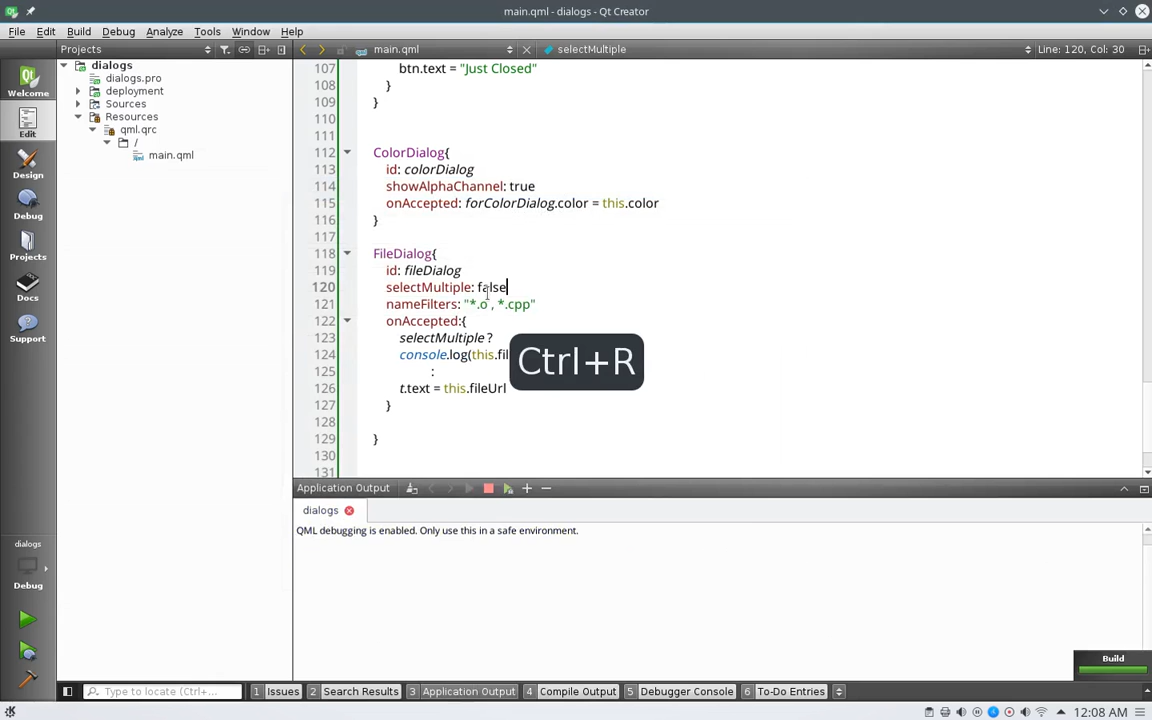 main.qml - dialogs - Qt Creator
File Edit Build Debug Analyze Tools Window Help
Projects main.qml selectMultiple Line: 120, Col: 30
Welcome
Edit
Design
Debug
Projects
Docs
Support
dialogs
Debug
dialogs
dialogs.pro
deployment
Sources
Resources
qml.qrc
/
main.qml
107 btn.text = "Just Closed"
108 }
109 }
110
111
112 ColorDialog{
113 id: colorDialog
114 showAlphaChannel: true
115 onAccepted: forColorDialog.color = this.color
116 }
117
118 FileDialog{
119 id: fileDialog
120 selectMultiple: false
121 nameFilters: "*.o , *.cpp"
122 onAccepted:{
123 selectMultiple ?
124 console.log(this.fil
125 :
126 t.text = this.fileUrl
127 }
128
129 }
130
131
Ctrl+R
Application Output
dialogs
QML debugging is enabled. Only use this in a safe environment.
Build
Type to locate (Ctrl+... 1 Issues 2 Search Results 3 Application Output 4 Compile Output 5 Debugger Console 6 To-Do Entries
12:08 AM